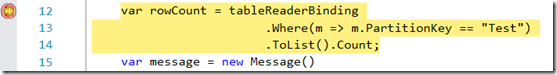 12 var rowCount = tableReaderBinding
13 .Where(m => m.PartitionKey == "Test")
14 .ToList().Count;
15 var message = new Message()